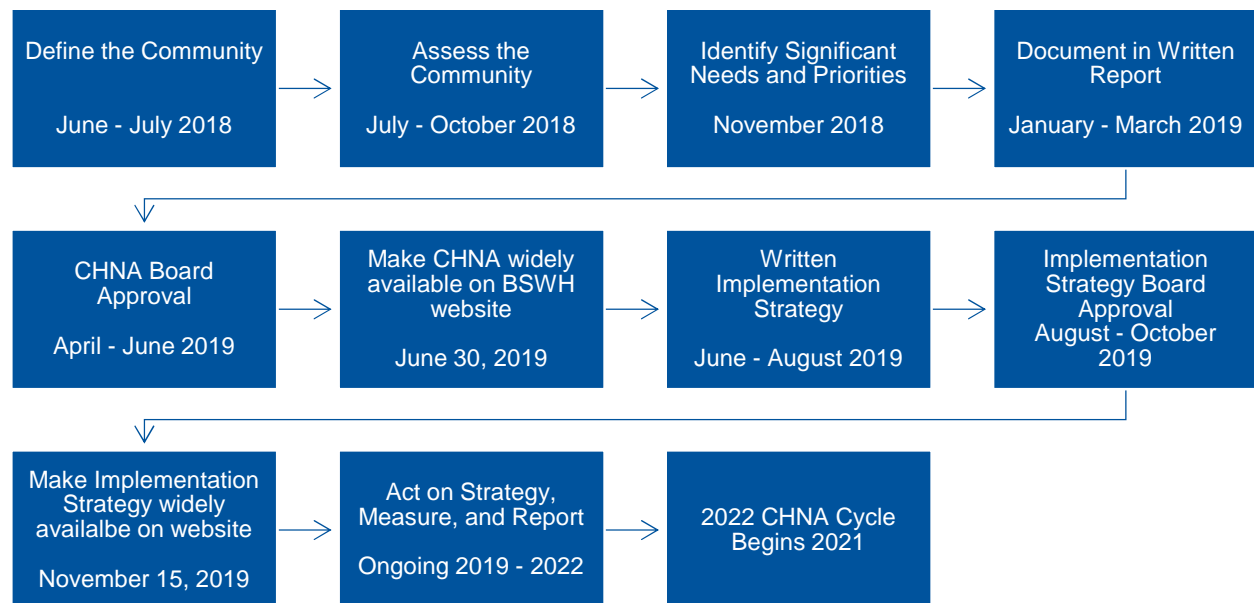 Define the Community
June - July 2018
Assess the
Community
July - October 2018
Identify Significant
Needs and Priorities
November 2018
Document in Written
Report
January - March 2019
CHNA Board
Approval
April - June 2019
Make CHNA widely
available on BSWH
website
June 30, 2019
Written
Implementation
Strategy
June - August 2019
Implementation
Strategy Board
Approval
August - October
2019
Make Implementation
Strategy widely
availalbe on website
November 15, 2019
Act on Strategy,
Measure, and Report
Ongoing 2019 - 2022
2022 CHNA Cycle
Begins 2021